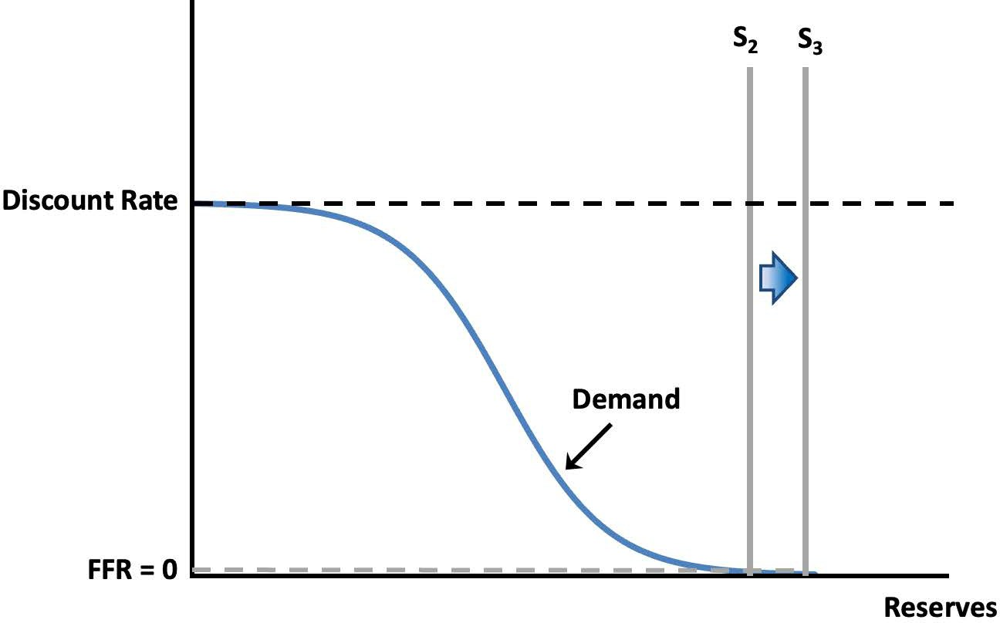 S₂ S₃
Discount Rate
Demand
FFR = 0
Reserves